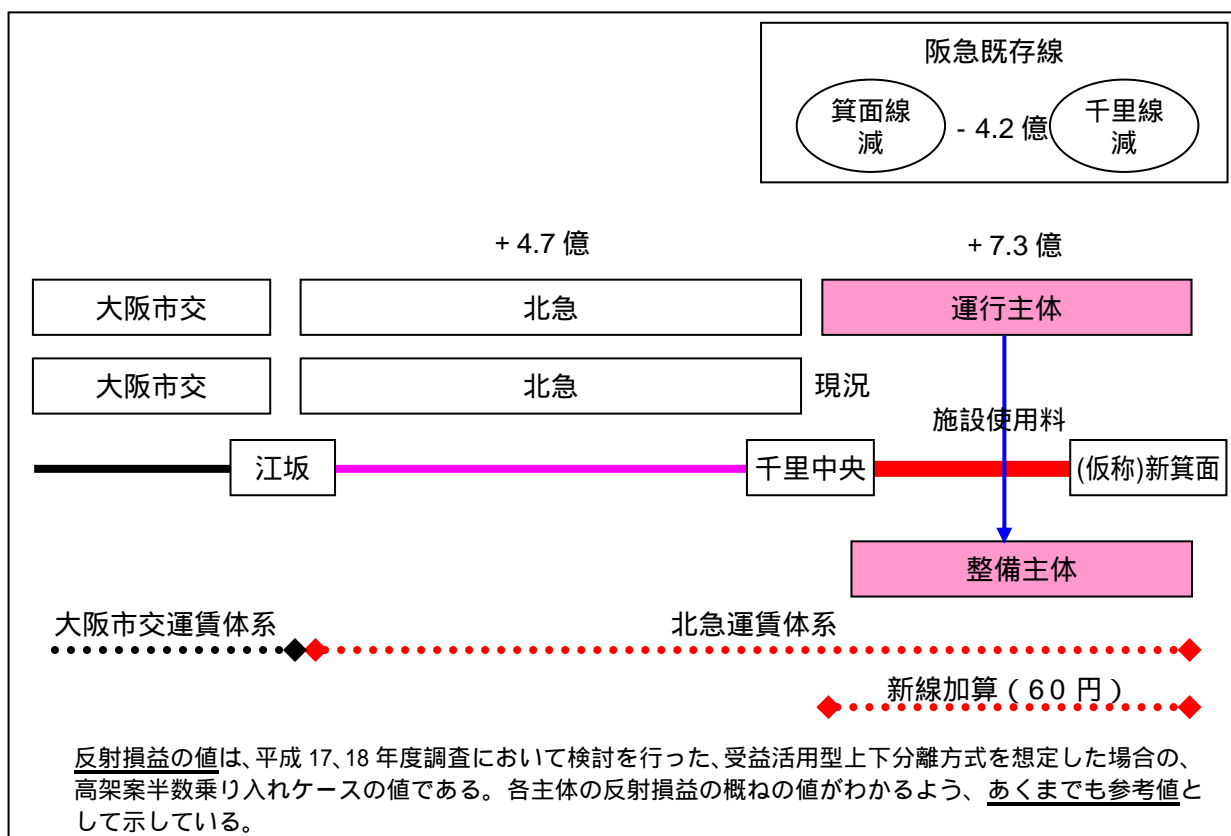 阪急既存線
箕面線
減
- 4.2 億
千里線
減
+ 4.7 億
+ 7.3 億
大阪市交
北急
運行主体
大阪市交
北急
現況
施設使用料
江坂
千里中央
(仮称)新箕面
整備主体
大阪市交運賃体系
北急運賃体系
新線加算(60 円)
反射損益の値は、平成 17、18 年度調査において検討を行った、受益活用型上下分離方式を想定した場合の、
高架案半数乗り入れケースの値である。各主体の反射損益の概ねの値がわかるよう、あくまでも参考値と
して示している。